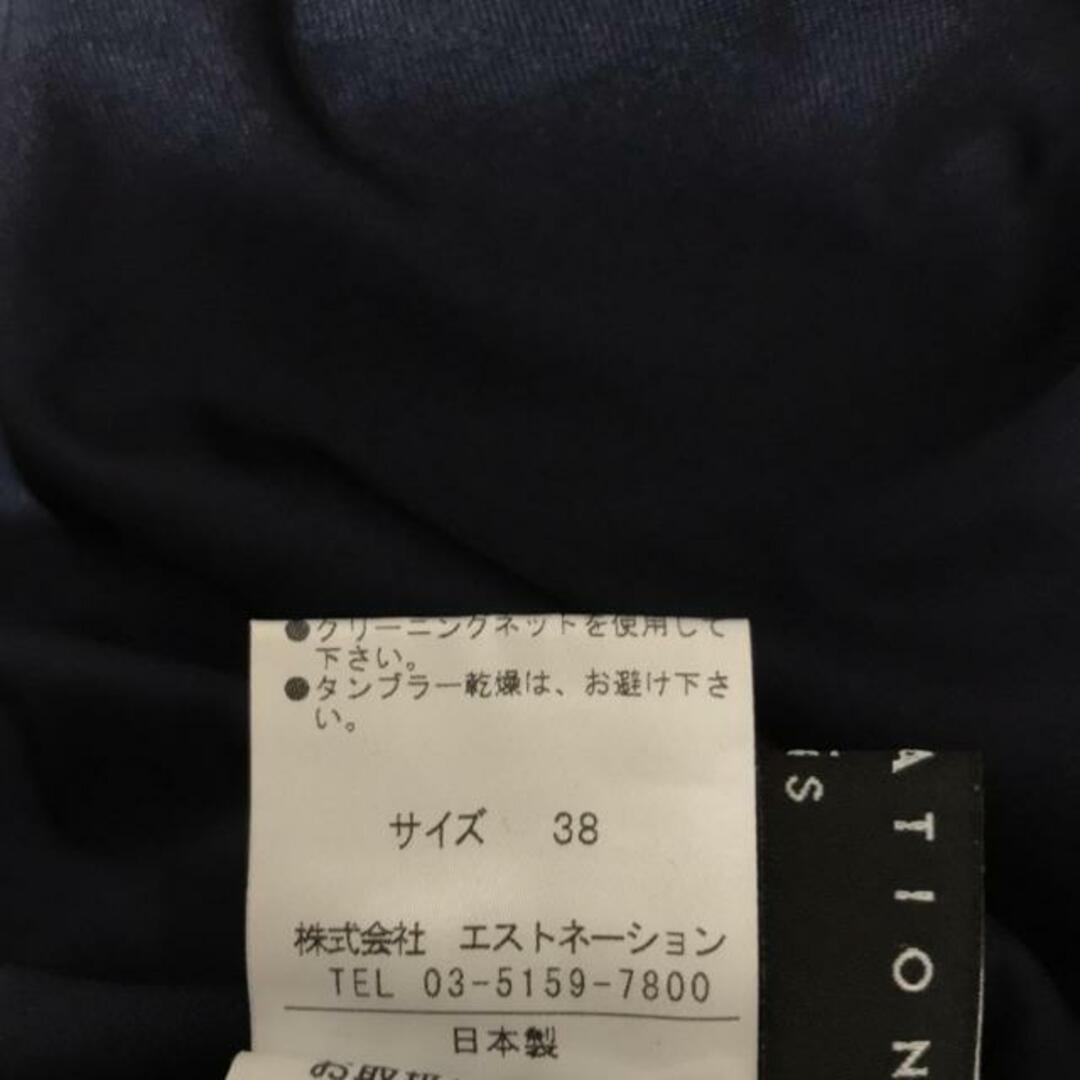 ●クリーニングネットを使用して
下さい。
●タンブラー乾燥は、お避け下さ
い。
サイズ 38
株式会社 エストネーション
TEL 03-5159-7800
日本製
ATION